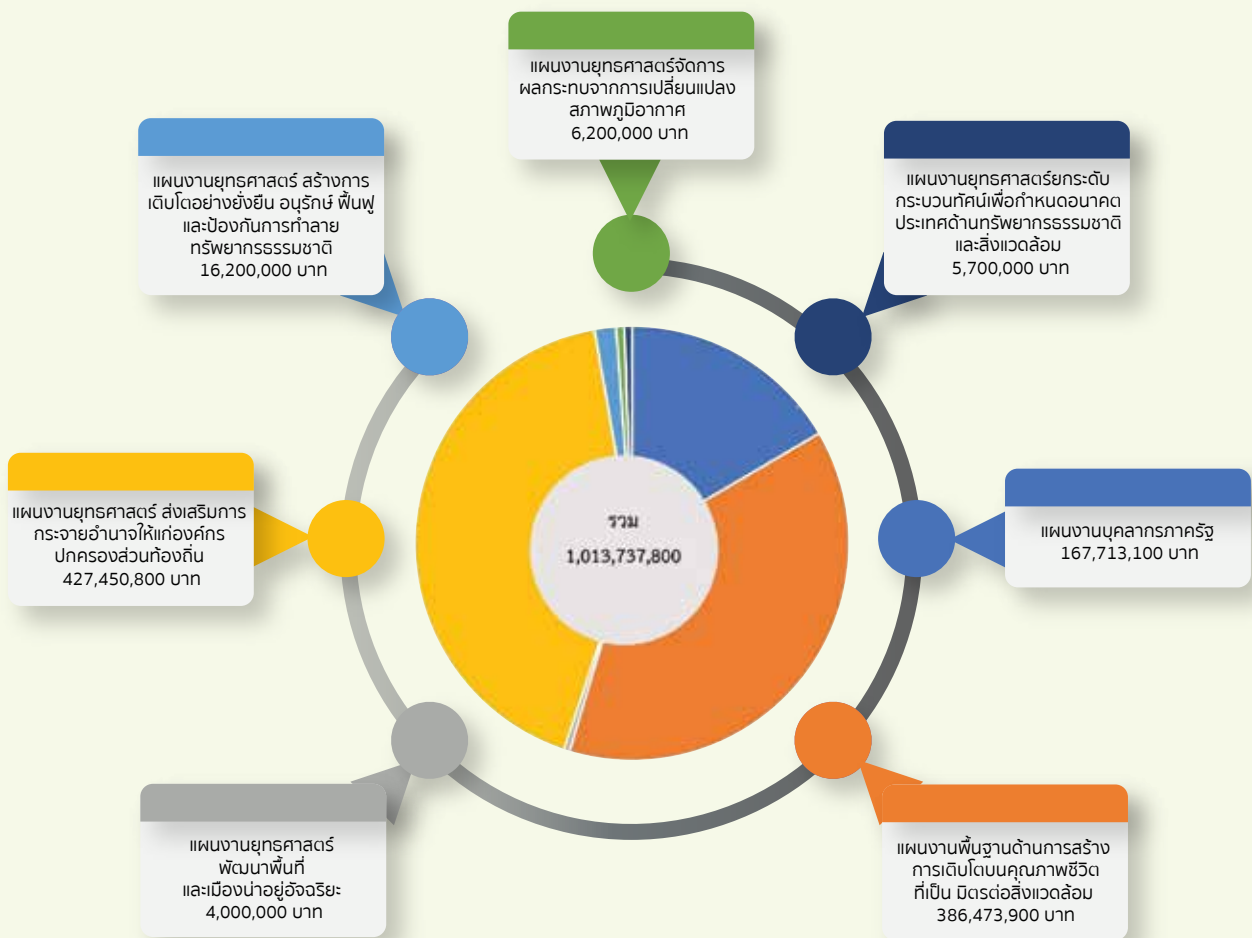 แผนงานยุทธศาสตร์จัดการ
ผลกระทบจากการเปลี่ยนแปลง
สภาพภูมิอากาศ
6,200,000 บาท
แผนงานยุทธศาสตร์ สร้างการ
เติบโตอย่างยั่งยืน อนุรักษ์ ฟื้นฟู
และป้องกันการทำลาย
ทรัพยากรธรรมชาติ
16,200,000 บาท
แผนงานยุทธศาสตร์ยกระดับ
กระบวนทัศน์เพื่อกำหนดอนาคต
ประเทศด้านทรัพยากรธรรมชาติ
และสิ่งแวดล้อม
5,700,000 บาท
แผนงานยุทธศาสตร์ ส่งเสริมการ
กระจายอำนาจให้แก่องค์กร
ปกครองส่วนท้องถิ่น
427,450,800 บาท
รวม
1,013,737,800
แผนงานบุคลากรภาครัฐ
167,713,100 บาท
แผนงานยุทธศาสตร์
พัฒนาพื้นที่
และเมืองน่าอยู่อัจฉริยะ
4,000,000 บาท
แผนงานพื้นฐานด้านการสร้าง
การเติบโตบนคุณภาพชีวิต
ที่เป็น มิตรต่อสิ่งแวดล้อม
386,473,900 บาท